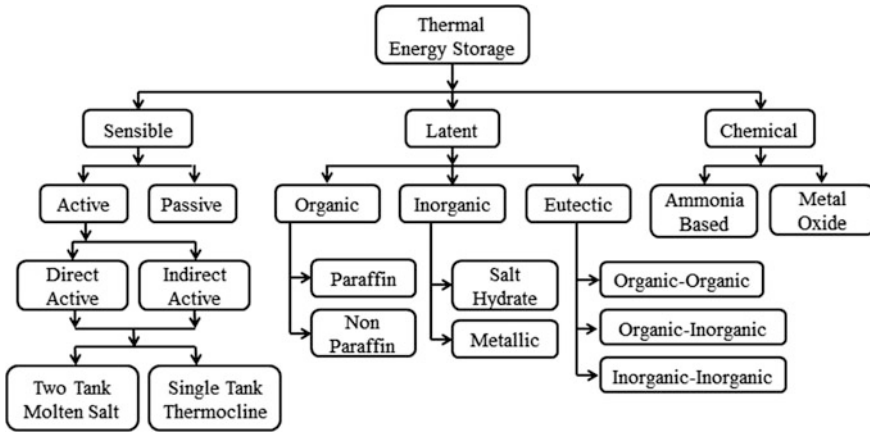 Thermal
Energy Storage
Sensible
Latent
Chemical
Active
Passive
Organic
Inorganic
Eutectic
Ammonia
Based
Metal
Oxide
Direct
Active
Indirect
Active
Paraffin
Salt
Hydrate
Organic-Organic
Non
Paraffin
Metallic
Organic-Inorganic
Inorganic-Inorganic
Two Tank
Molten Salt
Single Tank
Thermocline